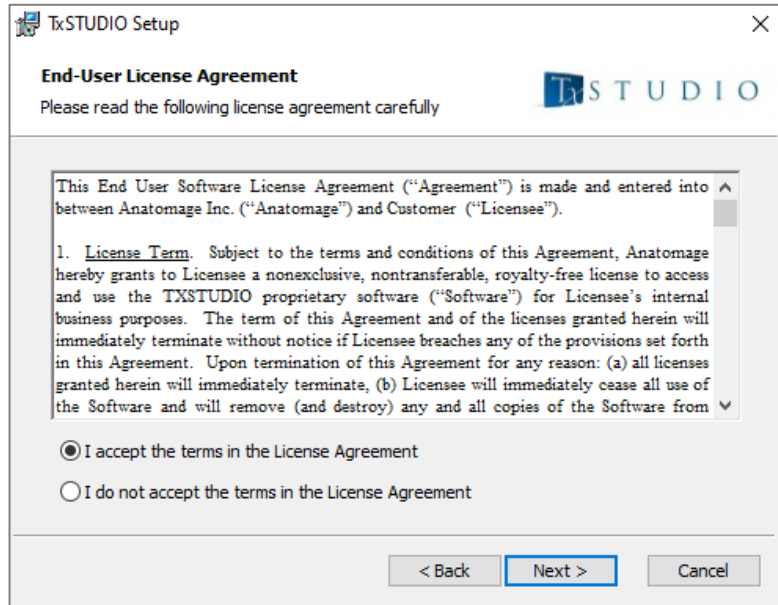 TxSTUDIO Setup
End-User License Agreement
Please read the following license agreement carefully
TxSTUDIO
This End User Software License Agreement (“Agreement”) is made and entered into
between Anatomage Inc. (“Anatomage”) and Customer (“Licensee”).
1. License Term. Subject to the terms and conditions of this Agreement, Anatomage
hereby grants to Licensee a nonexclusive, nontransferable, royalty-free license to access
and use the TXSTUDIO proprietary software (“Software”) for Licensee’s internal
business purposes. The term of this Agreement and of the licenses granted herein will
immediately terminate without notice if Licensee breaches any of the provisions set forth
in this Agreement. Upon termination of this Agreement for any reason: (a) all licenses
granted herein will immediately terminate, (b) Licensee will immediately cease all use of
the Software and will remove (and destroy) any and all copies of the Software from
I accept the terms in the License Agreement
I do not accept the terms in the License Agreement
< Back
Next >
Cancel